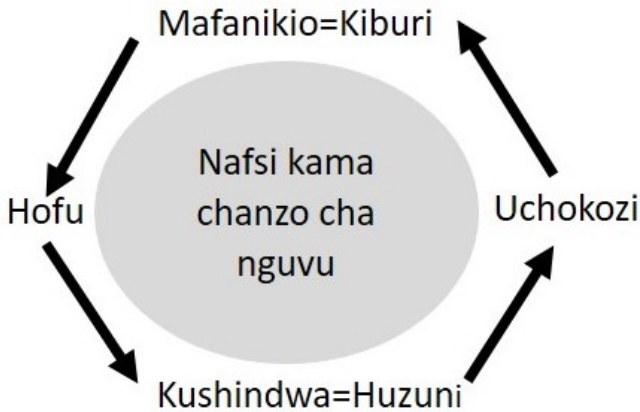 Mafanikio=Kiburi
Nafsi kama
chanzo cha
nguvu
Hofu
Uchokozi
Kushindwa=Huzuni